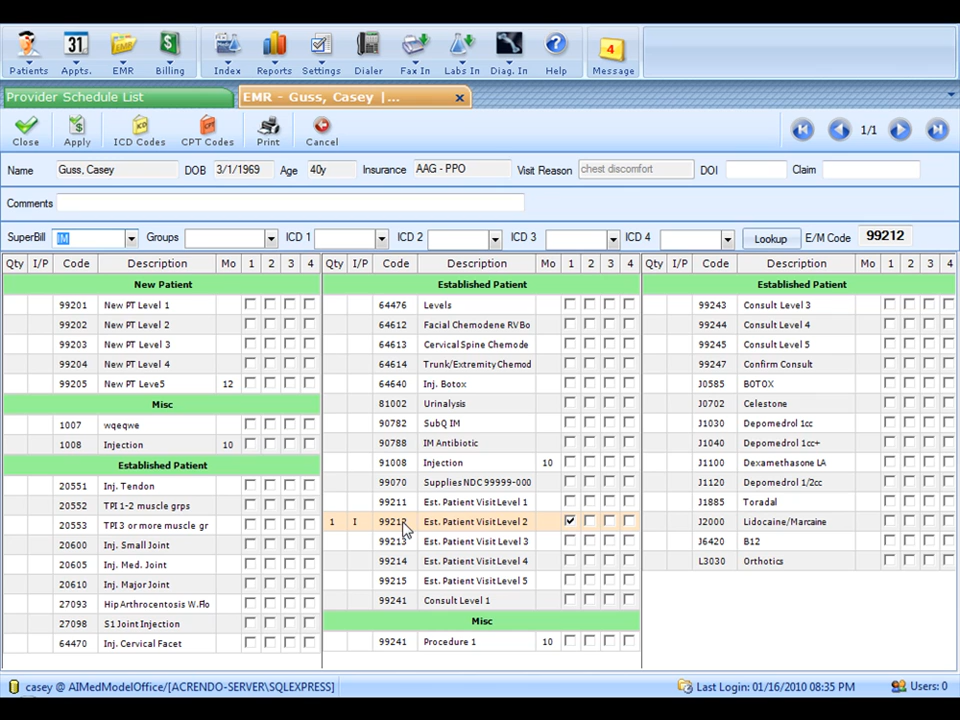 31
4
Patients Appts. EMR Billing Index Reports Settings Dialer Fax In Labs In Diag. In Help Message
Provider Schedule List EMR - Guss, Casey |... x
Close Apply ICD Codes CPT Codes Print Cancel 1/1
Name Guss, Casey DOB 3/1/1969 Age 40y Insurance AAG - PPO Visit Reason chest discomfort DOI Claim
Comments
SuperBill IM Groups ICD 1 ICD 2 ICD 3 ICD 4 Lookup E/M Code 99212
Qty I/P Code Description Mo 1 2 3 4
New Patient
99201 New PT Level 1
99202 New PT Level 2
99203 New PT Level 3
99204 New PT Level 4
99205 New PT Leve5 12
Misc
1007 wqeqwe
1008 Injection 10
Established Patient
20551 Inj. Tendon
20552 TPI 1-2 muscle grps
20553 TPI 3 or more muscle gr
20600 Inj. Small Joint
20605 Inj. Med. Joint
20610 Inj. Major Joint
27093 Hip Arthrocentosis W.Flo
27098 S1 Joint Injection
64470 Inj. Cervical Facet
Qty I/P Code Description Mo 1 2 3 4
Established Patient
64476 Levels
64612 Facial Chemodene RV Bo
64613 Cervical Spine Chemode
64614 Trunk/Extremity Chemod
64640 Inj. Botox
81002 Urinalysis
90782 SubQ IM
90788 IM Antibiotic
91008 Injection 10
99070 Supplies NDC 99999-000
99211 Est. Patient Visit Level 1
1 I 99212 Est. Patient Visit Level 2
99213 Est. Patient Visit Level 3
99214 Est. Patient Visit Level 4
99215 Est. Patient Visit Level 5
99241 Consult Level 1
Misc
99241 Procedure 1 10
Qty I/P Code Description Mo 1 2 3 4
Established Patient
99243 Consult Level 3
99244 Consult Level 4
99245 Consult Level 5
99247 Confirm Consult
J0585 BOTOX
J0702 Celestone
J1030 Depomedrol 1cc
J1040 Depomedrol 1cc+
J1100 Dexamethasone LA
J1120 Depomedrol 1/2cc
J1885 Toradal
J2000 Lidocaine/Marcaine
J6420 B12
L3030 Orthotics
casey @ AIMedModelOffice/[ACRENDO-SERVER\SQLEXPRESS] Last Login: 01/16/2010 08:35 PM Users: 0